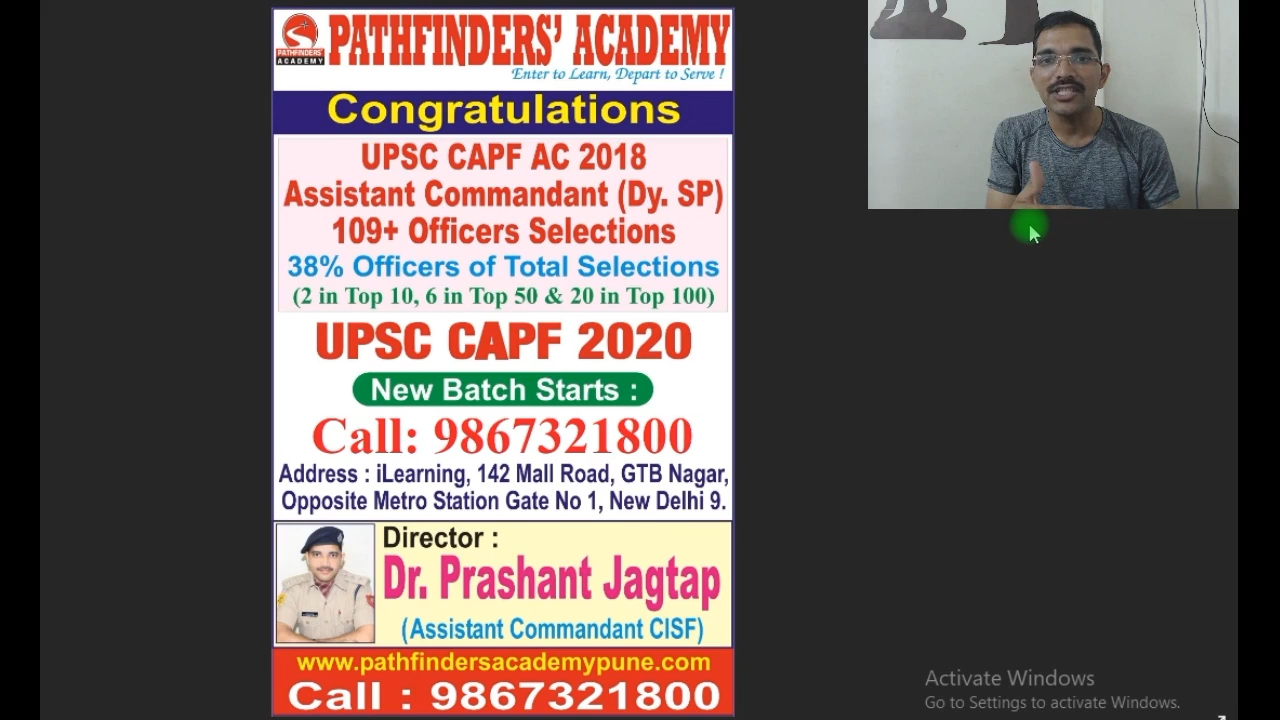 PATHFINDERS' ACADEMY
PATHFINDERS'
ACADEMY
Enter to Learn, Depart to Serve !
Congratulations
UPSC CAPF AC 2018
Assistant Commandant (Dy. SP)
109+ Officers Selections
38% Officers of Total Selections
(2 in Top 10, 6 in Top 50 & 20 in Top 100)
UPSC CAPF 2020
New Batch Starts :
Call: 9867321800
Address : iLearning, 142 Mall Road, GTB Nagar,
Opposite Metro Station Gate No 1, New Delhi 9.
Director :
Dr. Prashant Jagtap
(Assistant Commandant CISF)
www.pathfindersacademypune.com
Call : 9867321800
Activate Windows
Go to Settings to activate Windows.